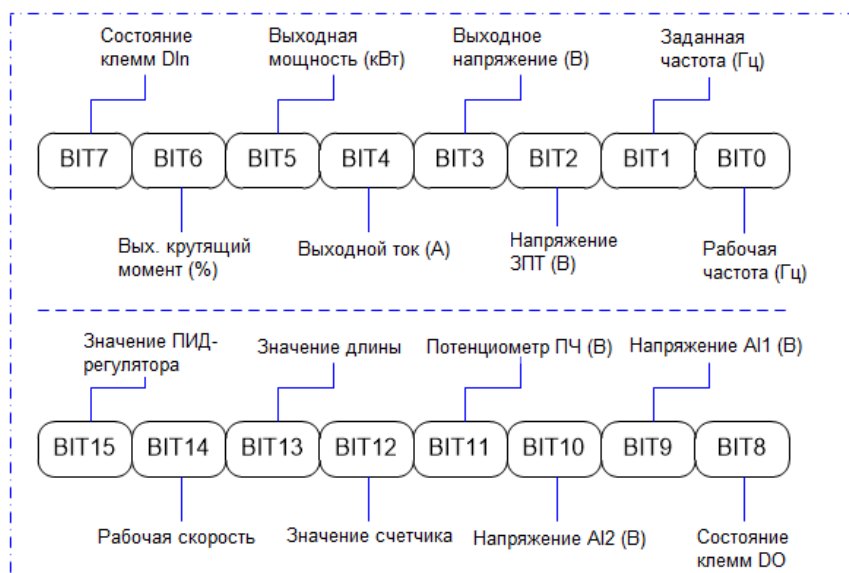 Состояние
клемм DIn
Выходная
мощность (кВт)
Выходное
напряжение (В)
Заданная
частота (Гц)
BIT7
BIT6
BIT5
BIT4
BIT3
BIT2
BIT1
BIT0
Вых. крутящий
момент (%)
Выходной ток (А)
Напряжение
ЗПТ (В)
Рабочая
частота (Гц)
Значение ПИД-
регулятора
Значение длины
Потенциометр ПЧ (В)
Напряжение AI1 (В)
BIT15
BIT14
BIT13
BIT12
BIT11
BIT10
BIT9
BIT8
Рабочая скорость
Значение счетчика
Напряжение AI2 (В)
Состояние
клемм DO